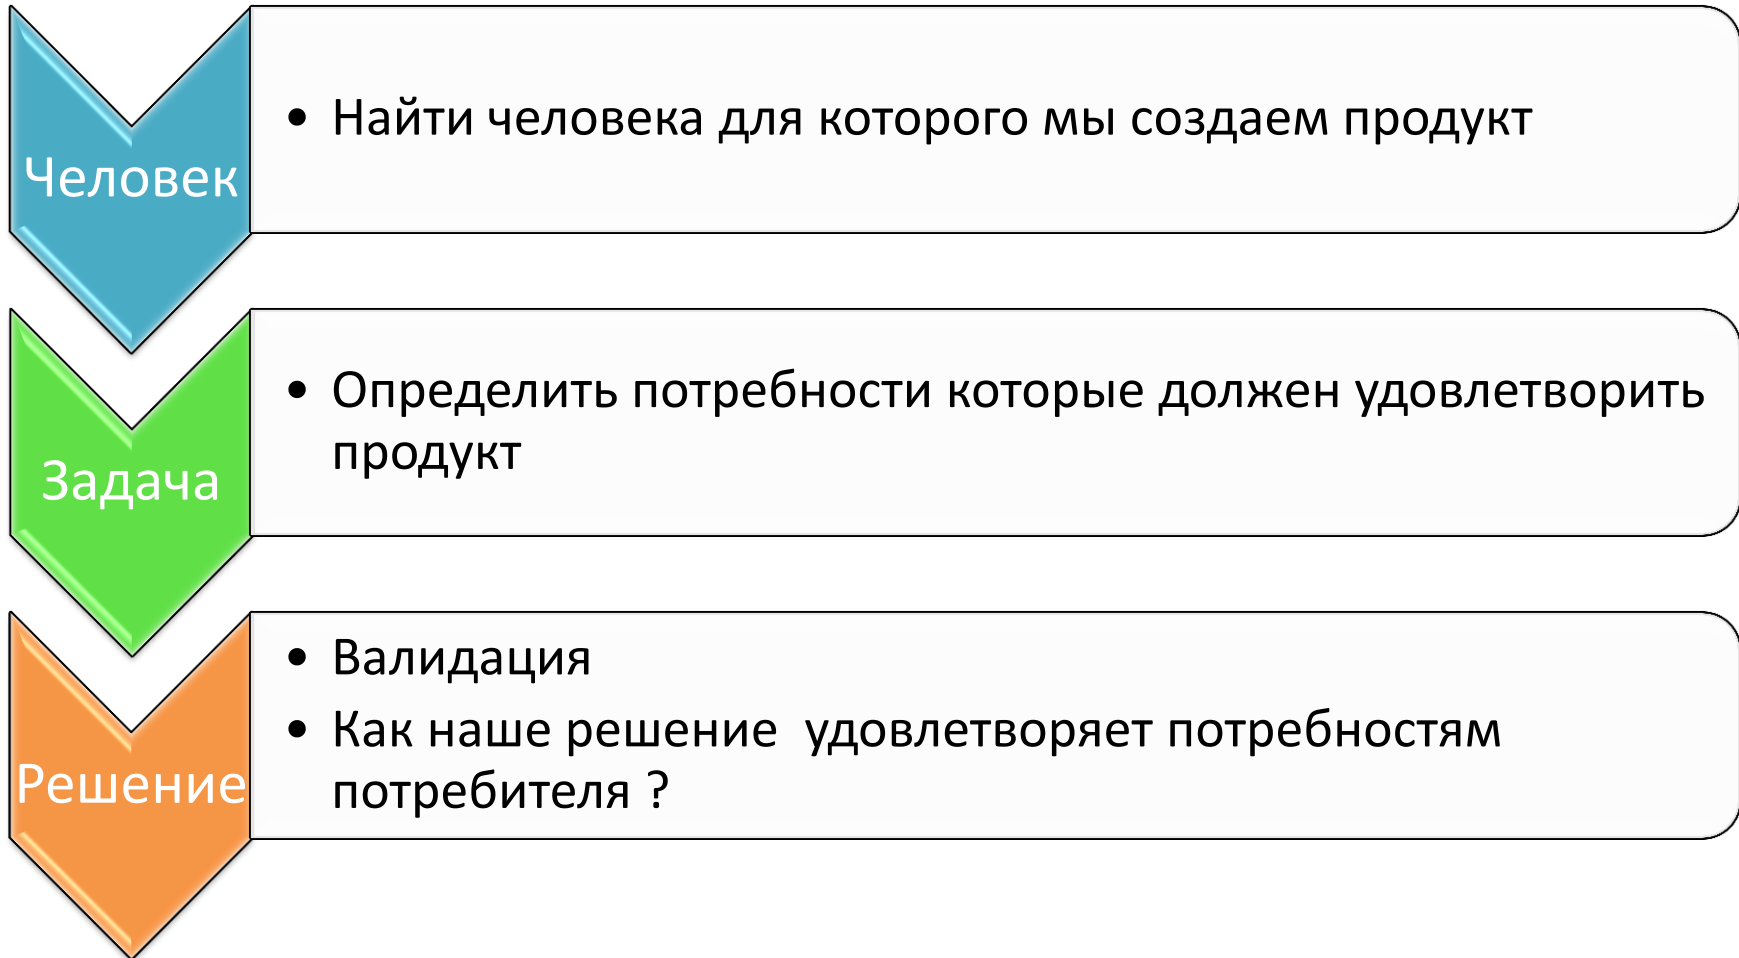 Человек
• Найти человека для которого мы создаем продукт
Задача
• Определить потребности которые должен удовлетворить
продукт
Решение
• Валидация
• Как наше решение  удовлетворяет потребностям
потребителя ?